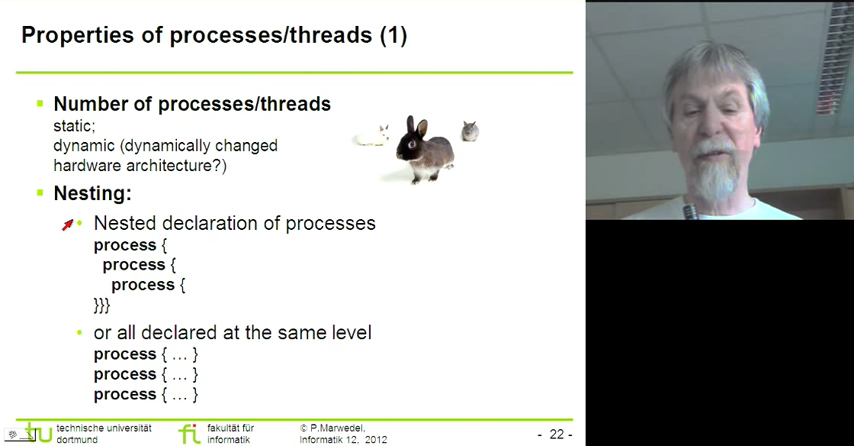 Properties of processes/threads (1)
Number of processes/threads
static;
dynamic (dynamically changed
hardware architecture?)
Nesting:
Nested declaration of processes
process {
process {
process {
}}}
or all declared at the same level
process { … }
process { … }
process { … }
tu technische universität
dortmund
fi fakultät für
informatik
© P.Marwedel,
Informatik 12, 2012
- 22 -